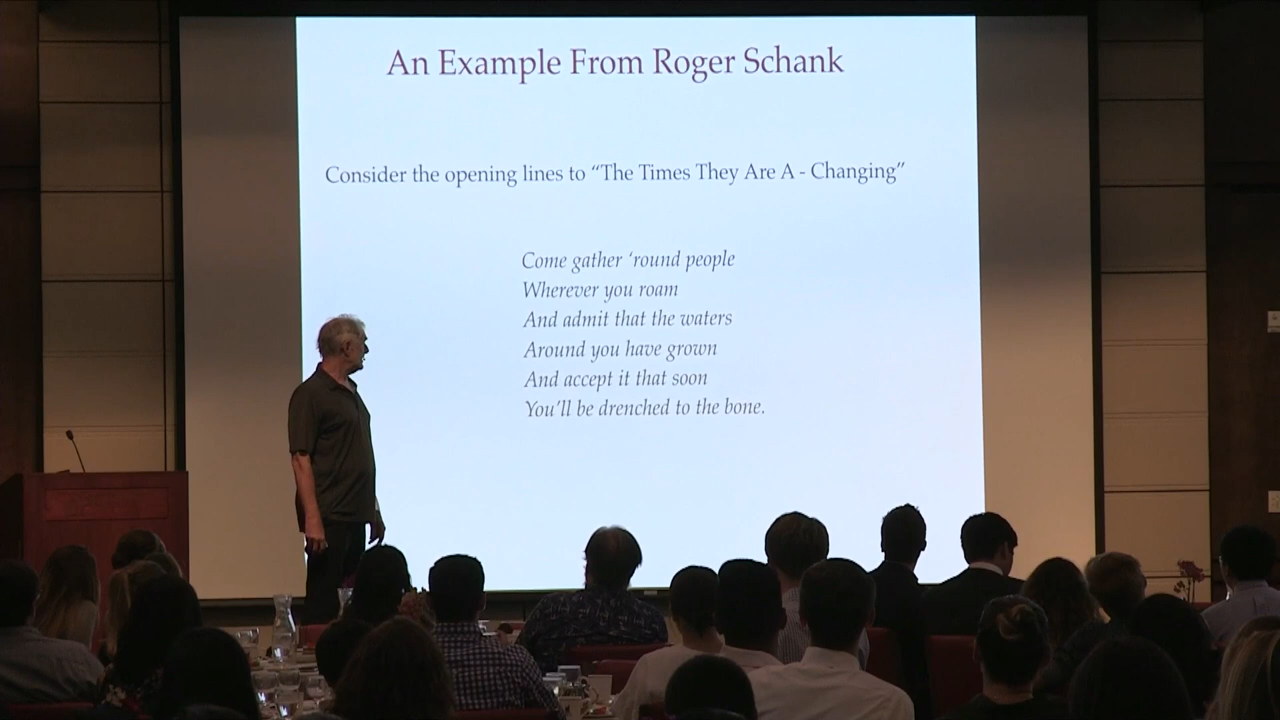 An Example From Roger Schank
Consider the opening lines to “The Times They Are A - Changing”
Come gather ‘round people
Wherever you roam
And admit that the waters
Around you have grown
And accept it that soon
You’ll be drenched to the bone.